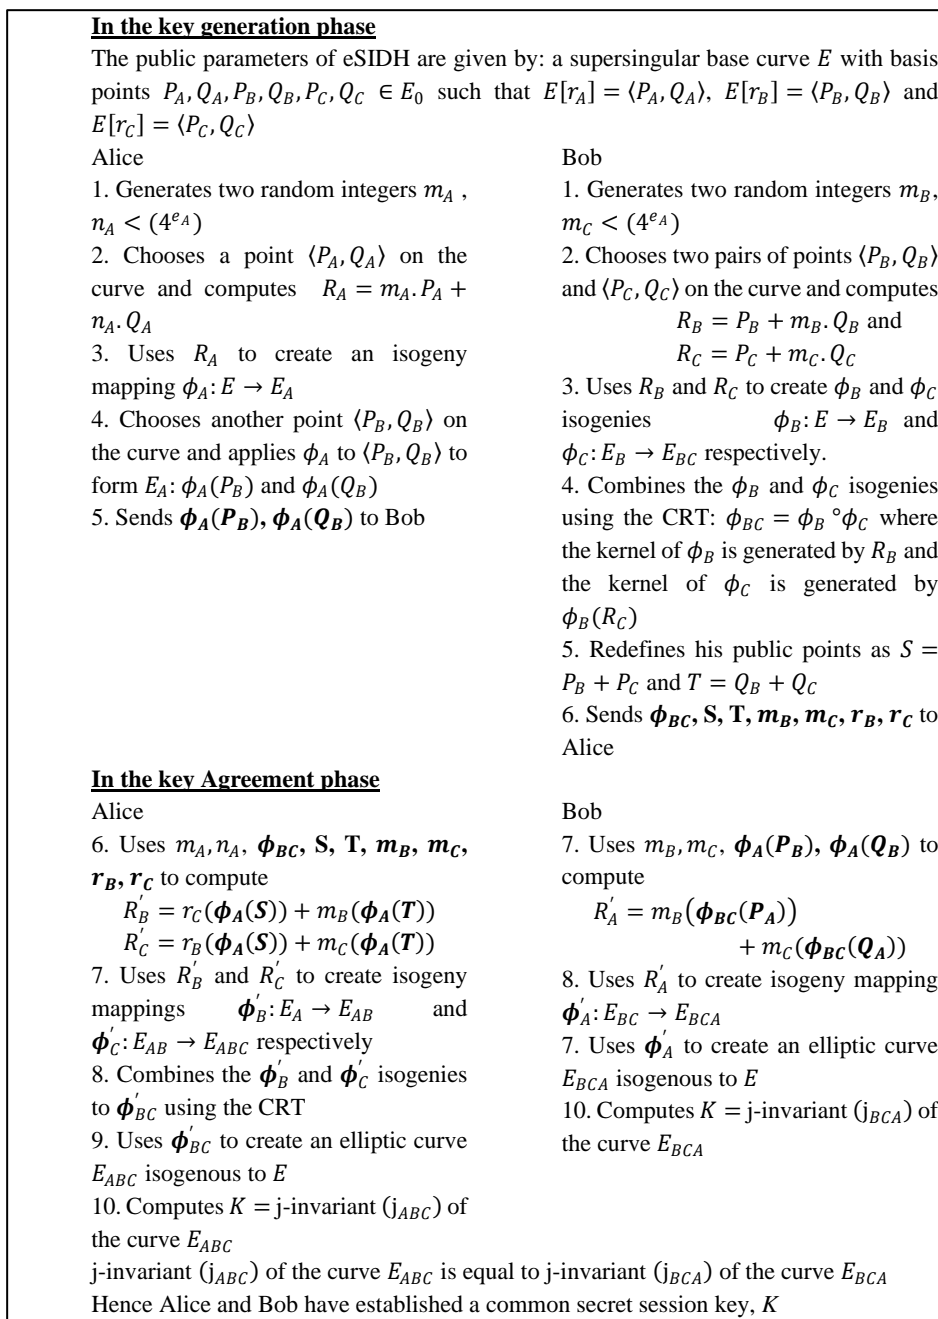 In the key generation phase
The public parameters of eSIDH are given by: a supersingular base curve E with basis
points P_A, Q_A, P_B, Q_B, P_C, Q_C ∈ E_0 such that E[r_A] = ⟨P_A, Q_A⟩, E[r_B] = ⟨P_B, Q_B⟩ and
E[r_C] = ⟨P_C, Q_C⟩
Alice
1. Generates two random integers m_A ,
n_A < (4^{e_A})
2. Chooses a point ⟨P_A, Q_A⟩ on the
curve and computes R_A = m_A. P_A +
n_A. Q_A
3. Uses R_A to create an isogeny
mapping ϕ_A: E → E_A
4. Chooses another point ⟨P_B, Q_B⟩ on
the curve and applies ϕ_A to ⟨P_B, Q_B⟩ to
form E_A: ϕ_A(P_B) and ϕ_A(Q_B)
5. Sends ϕ_A(P_B), ϕ_A(Q_B) to Bob
Bob
1. Generates two random integers m_B,
m_C < (4^{e_A})
2. Chooses two pairs of points ⟨P_B, Q_B⟩
and ⟨P_C, Q_C⟩ on the curve and computes
R_B = P_B + m_B. Q_B and
R_C = P_C + m_C. Q_C
3. Uses R_B and R_C to create ϕ_B and ϕ_C
isogenies ϕ_B: E → E_B and
ϕ_C: E_B → E_BC respectively.
4. Combines the ϕ_B and ϕ_C isogenies
using the CRT: ϕ_BC = ϕ_B °ϕ_C where
the kernel of ϕ_B is generated by R_B and
the kernel of ϕ_C is generated by
ϕ_B(R_C)
5. Redefines his public points as S =
P_B + P_C and T = Q_B + Q_C
6. Sends ϕ_BC, S, T, m_B, m_C, r_B, r_C to
Alice
In the key Agreement phase
Alice
6. Uses m_A, n_A, ϕ_BC, S, T, m_B, m_C,
r_B, r_C to compute
R'_B = r_C(ϕ_A(S)) + m_B(ϕ_A(T))
R'_C = r_B(ϕ_A(S)) + m_C(ϕ_A(T))
7. Uses R'_B and R'_C to create isogeny
mappings ϕ'_B: E_A → E_AB and
ϕ'_C: E_AB → E_ABC respectively
8. Combines the ϕ'_B and ϕ'_C isogenies
to ϕ'_BC using the CRT
9. Uses ϕ'_BC to create an elliptic curve
E_ABC isogenous to E
10. Computes K = j-invariant (j_ABC) of
the curve E_ABC
Bob
7. Uses m_B, m_C, ϕ_A(P_B), ϕ_A(Q_B) to
compute
R'_A = m_B(ϕ_BC(P_A))
+ m_C(ϕ_BC(Q_A))
8. Uses R'_A to create isogeny mapping
ϕ'_A: E_BC → E_BCA
7. Uses ϕ'_A to create an elliptic curve
E_BCA isogenous to E
10. Computes K = j-invariant (j_BCA) of
the curve E_BCA
j-invariant (j_ABC) of the curve E_ABC is equal to j-invariant (j_BCA) of the curve E_BCA
Hence Alice and Bob have established a common secret session key, K